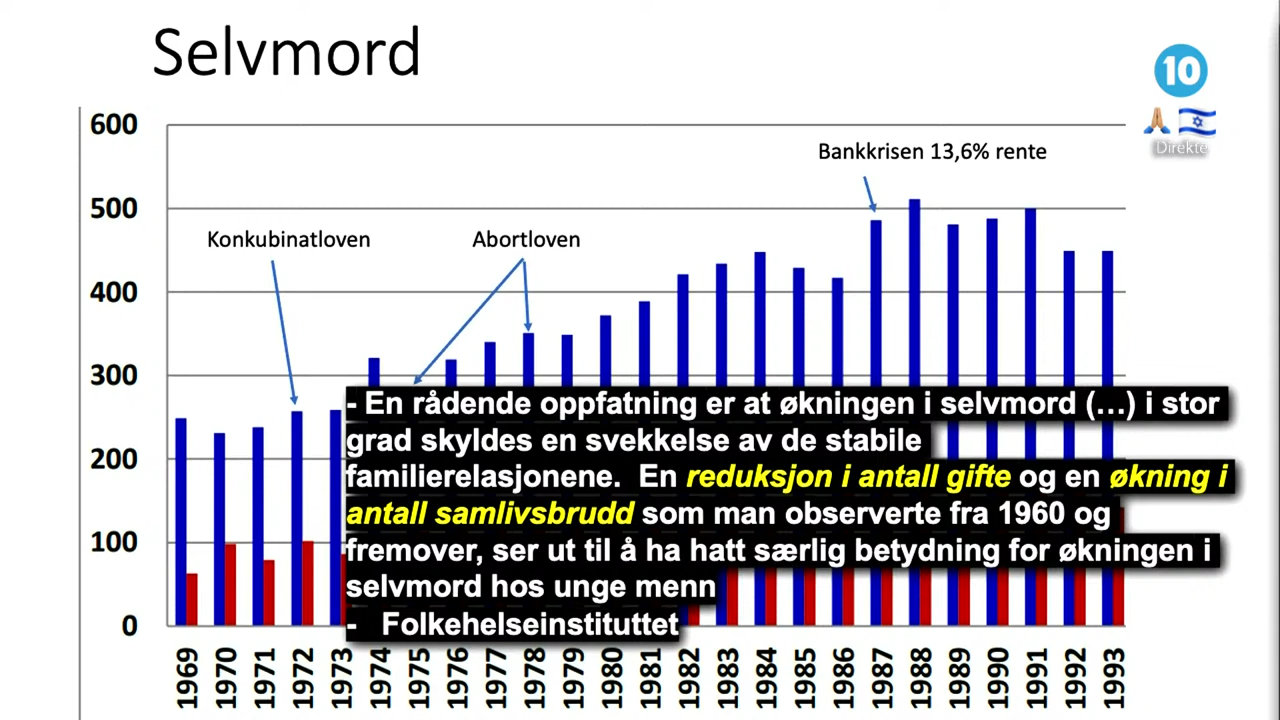 Selvmord
10
Direkte
600
500
400
300
200
100
0
Bankkrisen 13,6% rente
Konkubinatloven
Abortloven
- En rådende oppfatning er at økningen i selvmord (…) i stor
grad skyldes en svekkelse av de stabile
familierelasjonene. En reduksjon i antall gifte og en økning i
antall samlivsbrudd som man observerte fra 1960 og
fremover, ser ut til å ha hatt særlig betydning for økningen i
selvmord hos unge menn
- Folkehelseinstituttet
1969
1970
1971
1972
1973
1974
1975
1976
1977
1978
1979
1980
1981
1982
1983
1984
1985
1986
1987
1988
1989
1990
1991
1992
1993